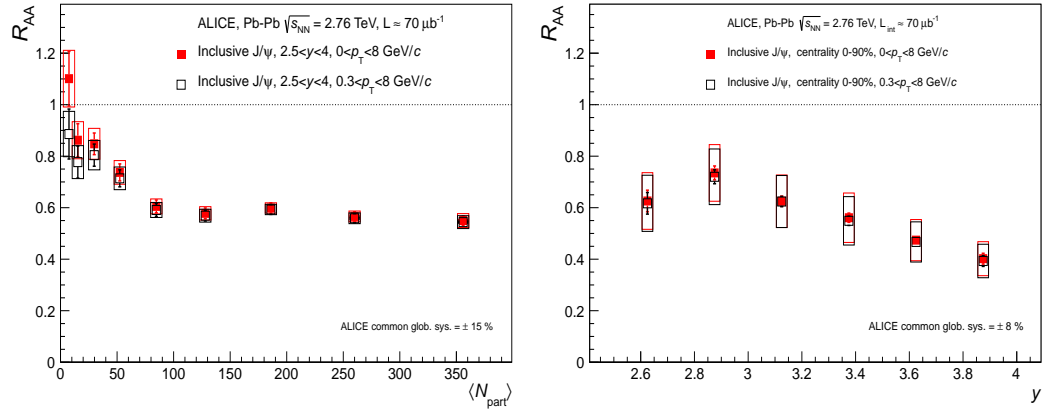 ALICE, Pb-Pb √s_NN = 2.76 TeV, L ≈ 70 μb⁻¹
Inclusive J/ψ, 2.5<y<4, 0<p_T<8 GeV/c
Inclusive J/ψ, 2.5<y<4, 0.3<p_T<8 GeV/c
R_AA
1.2
1
0.8
0.6
0.4
0.2
0
ALICE common glob. sys. = ± 15 %
0 50 100 150 200 250 300 350
⟨N_part⟩
ALICE, Pb-Pb √s_NN = 2.76 TeV, L_int ≈ 70 μb⁻¹
Inclusive J/ψ, centrality 0-90%, 0<p_T<8 GeV/c
Inclusive J/ψ, centrality 0-90%, 0.3<p_T<8 GeV/c
R_AA
1.2
1
0.8
0.6
0.4
0.2
0
ALICE common glob. sys. = ± 8 %
2.6 2.8 3 3.2 3.4 3.6 3.8 4
y